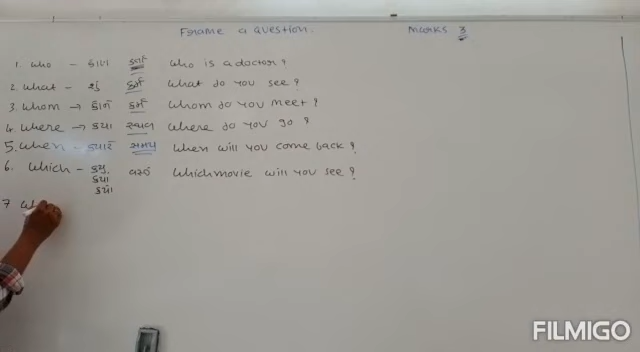 Frame a Question. Marks 3
1. Who - કોણ કર્તા Who is a doctor?
2. What - શું કર્મ What do you see?
3. Whom → કોને કર્મ Whom do you meet?
4. Where → ક્યાં સ્થળ Where do you go?
5. When - ક્યારે સમય When will you come back?
6. Which - કયુ, Which movie will you see?
કયા
કયો
7 Wh
FILMIGO